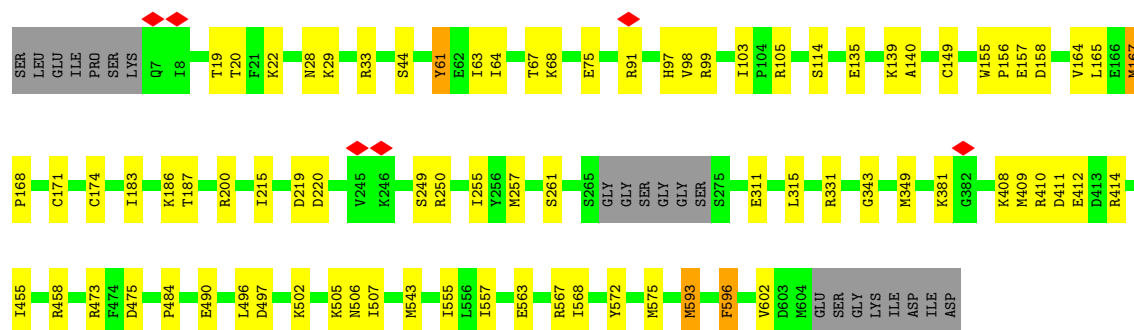 SER LEU GLU ILE PRO SER LYS Q7 I8 T19 T20 F21 K22 N28 K29 R33 S44 Y61 E62 I63 I64 T67 K68 E75 R91 H97 V98 R99 I103 P104 R105 S114 E135 K139 A140 C149 W155 P156 E157 D158 V164 L165 E166 M167
P168 C171 C174 I183 K186 T187 R200 I215 D219 D220 V245 K246 S249 R250 I255 Y256 M257 S261 S265 GLY GLY SER GLY GLY SER S275 E311 L315 R331 G343 M349 K381 G382 K408 M409 R410 D411 E412 D413 R414
I455 R458 R473 F474 D475 P484 E490 L496 D497 K502 K505 N506 I507 M543 I555 L556 I557 E563 R567 I568 Y572 M575 M593 F596 V602 D603 M604 GLU SER GLY LYS ILE ASP ILE ASP